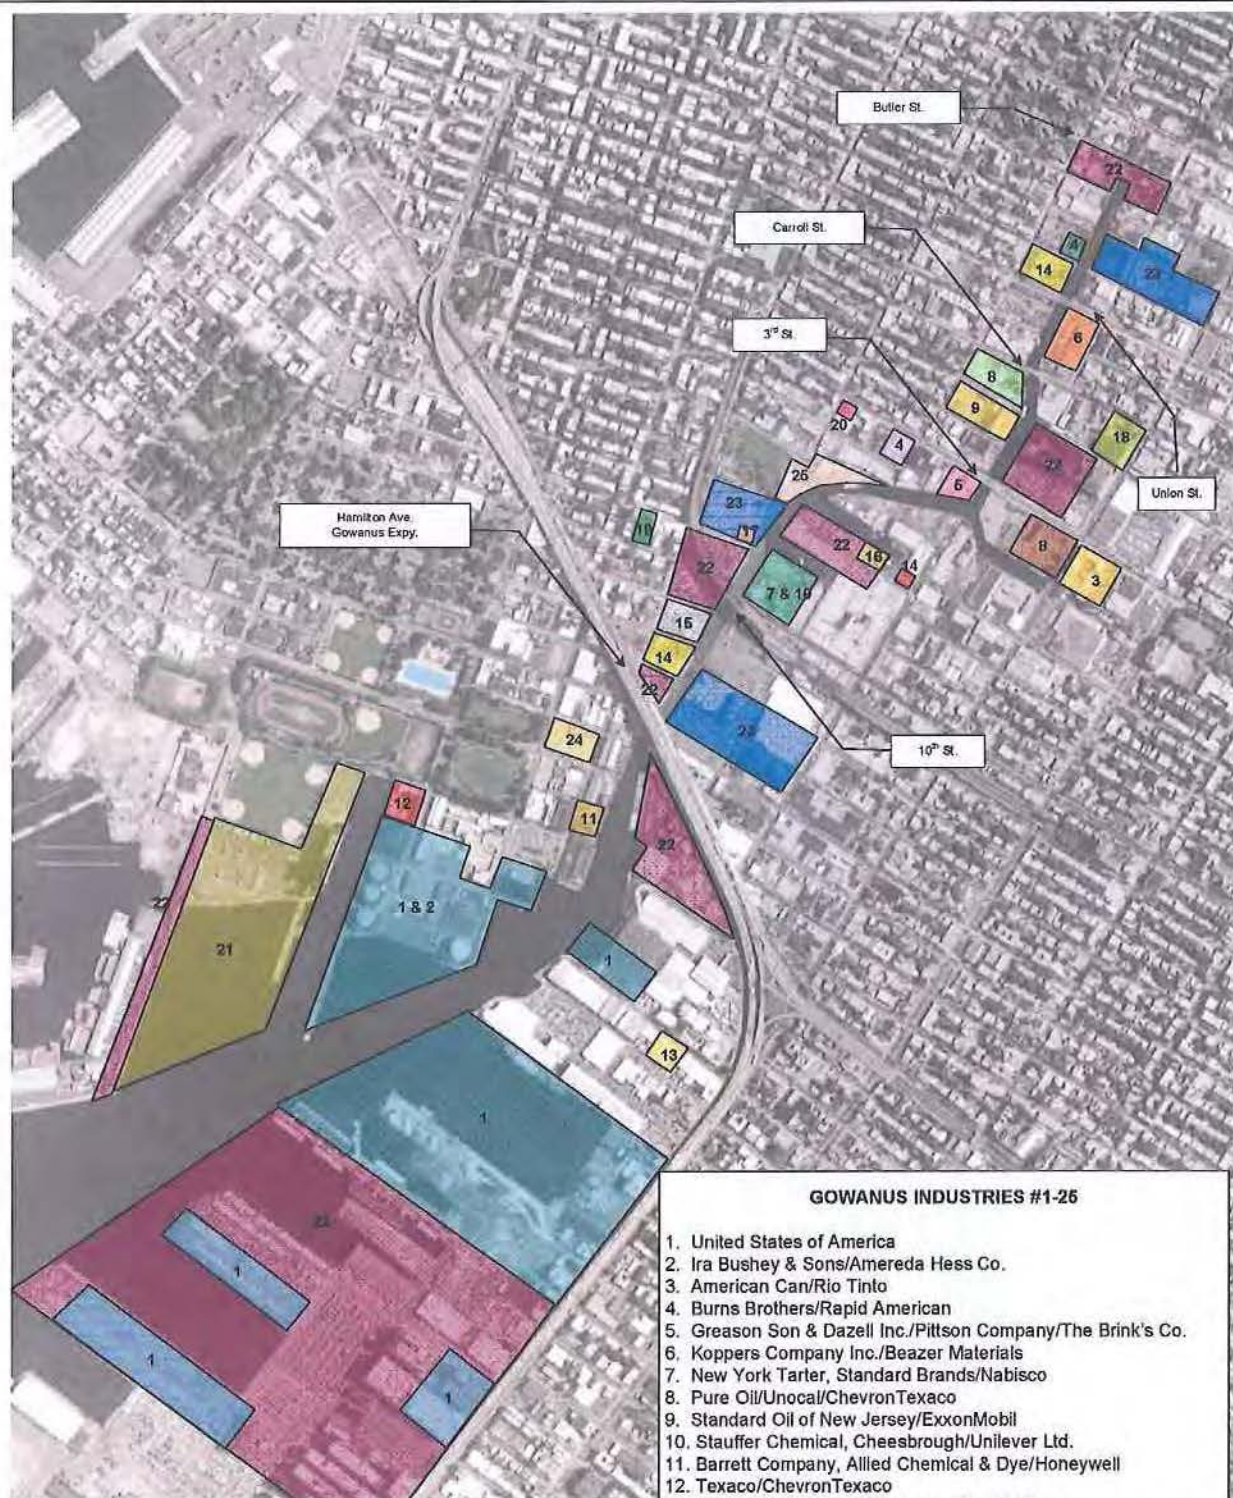 Butler St.
22
Carroll St.
4
14
23
3rd St.
6
8
9
20
4
18
22
Union St.
25
5
Hamilton Ave.
Gowanus Expy.
23
17
10
22
16
8
3
14
22
7 & 10
15
14
22
10th St.
23
24
12
11
22
22
1 & 2
21
1
13
1
22
1
1
1
GOWANUS INDUSTRIES #1-25
1. United States of America
2. Ira Bushey & Sons/Amereda Hess Co.
3. American Can/Rio Tinto
4. Burns Brothers/Rapid American
5. Greason Son & Dazell Inc./Pittson Company/The Brink's Co.
6. Koppers Company Inc./Beazer Materials
7. New York Tarter, Standard Brands/Nabisco
8. Pure Oil/Unocal/ChevronTexaco
9. Standard Oil of New Jersey/ExxonMobil
10. Stauffer Chemical, Cheesbrough/Unilever Ltd.
11. Barrett Company, Allied Chemical & Dye/Honeywell
12. Texaco/ChevronTexaco